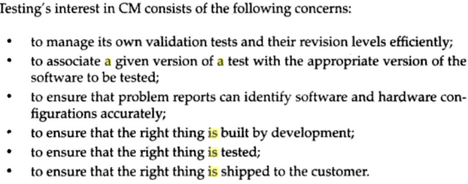 Testing's interest in CM consists of the following concerns:
• to manage its own validation tests and their revision levels efficiently;
• to associate a given version of a test with the appropriate version of the
software to be tested;
• to ensure that problem reports can identify software and hardware con-
figurations accurately;
• to ensure that the right thing is built by development;
• to ensure that the right thing is tested;
• to ensure that the right thing is shipped to the customer.